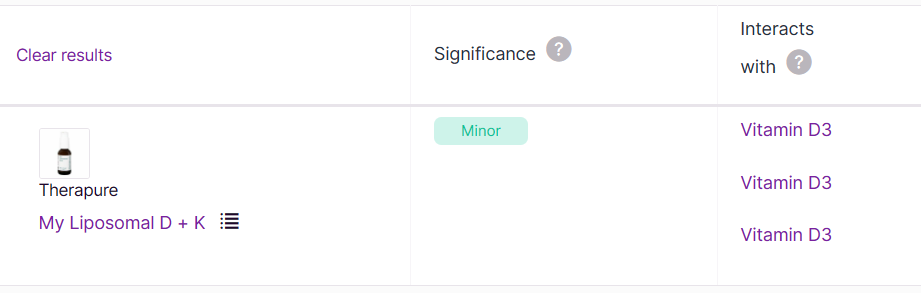 Clear results
Significance ?
Interacts
with ?
Therapure
My Liposomal D + K
Minor
Vitamin D3
Vitamin D3
Vitamin D3